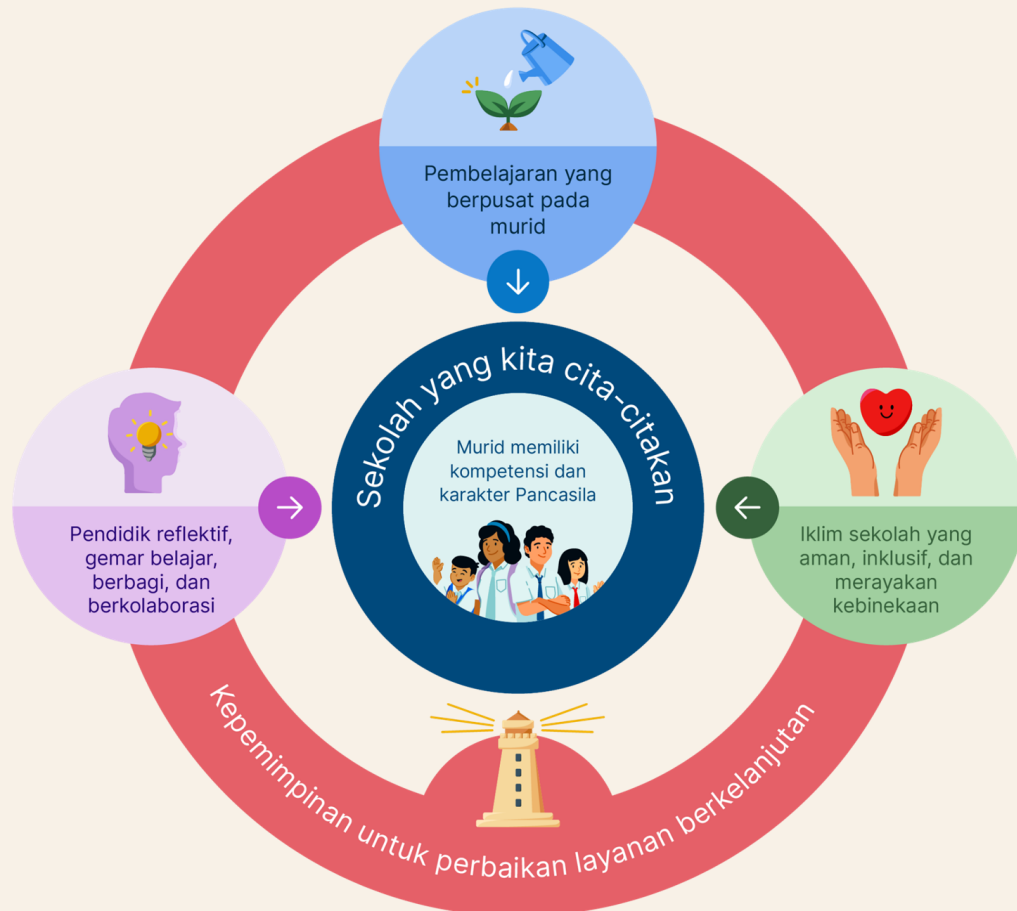 Pembelajaran yang
berpusat pada
murid
Sekolah yang kita cita-citakan
Murid memiliki
kompetensi dan
karakter Pancasila
Pendidik reflektif,
gemar belajar,
berbagi, dan
berkolaborasi
Iklim sekolah yang
aman, inklusif, dan
merayakan
kebinekaan
Kepemimpinan untuk perbaikan layanan berkelanjutan